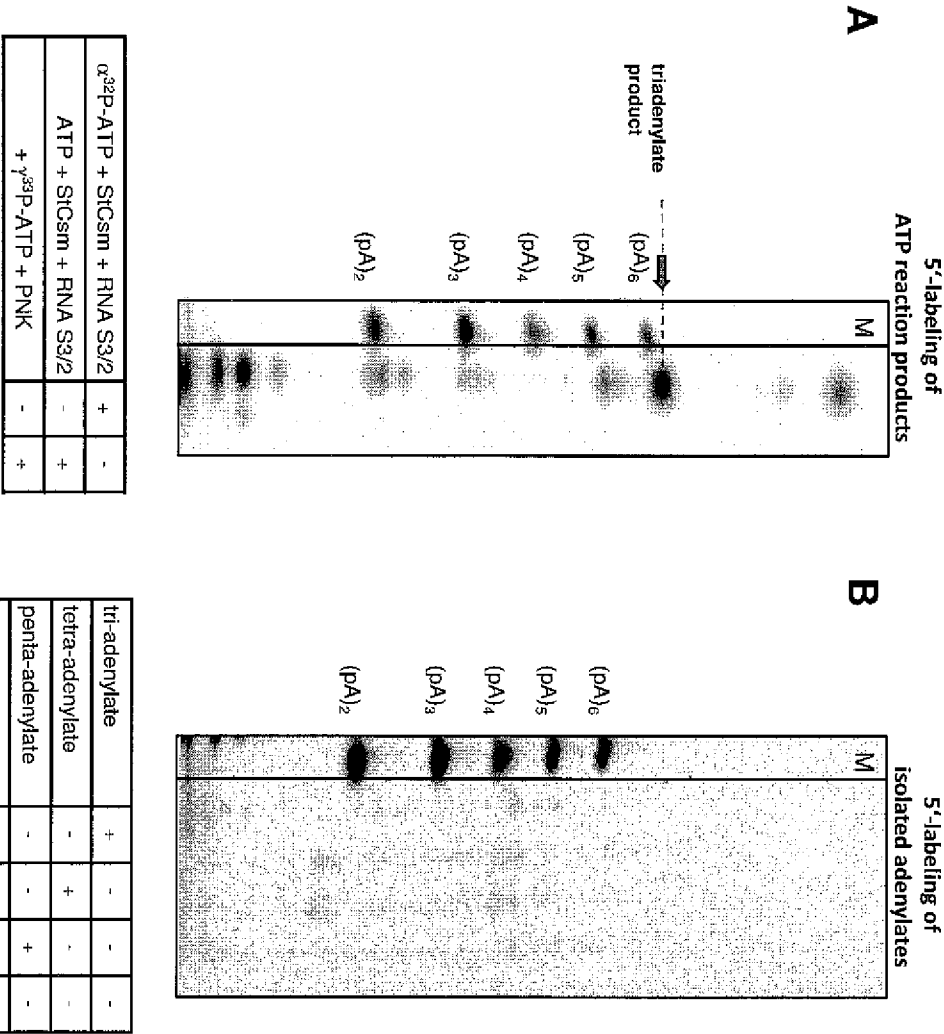 A
5′-labeling of
ATP reaction products
M
triadenylate
product
(pA)6
(pA)5
(pA)4
(pA)3
(pA)2
α32P-ATP + StCsm + RNA S3/2 + -
ATP + StCsm + RNA S3/2 - +
+ γ33P-ATP + PNK - +
B
5′-labeling of
isolated adenylates
M
(pA)6
(pA)5
(pA)4
(pA)3
(pA)2
tri-adenylate + - - -
tetra-adenylate - + - -
penta-adenylate - - + -